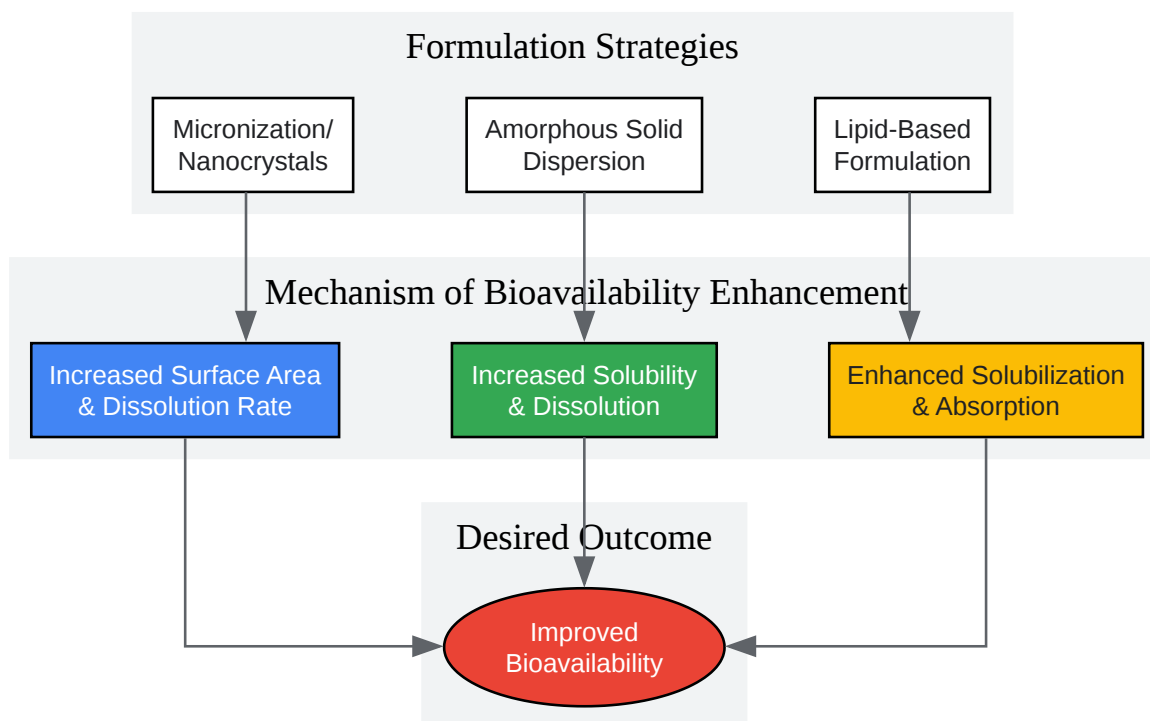 Formulation Strategies
Micronization/
Nanocrystals
Amorphous Solid
Dispersion
Lipid-Based
Formulation
Mechanism of Bioavailability Enhancement
Increased Surface Area
& Dissolution Rate
Increased Solubility
& Dissolution
Enhanced Solubilization
& Absorption
Desired Outcome
Improved
Bioavailability